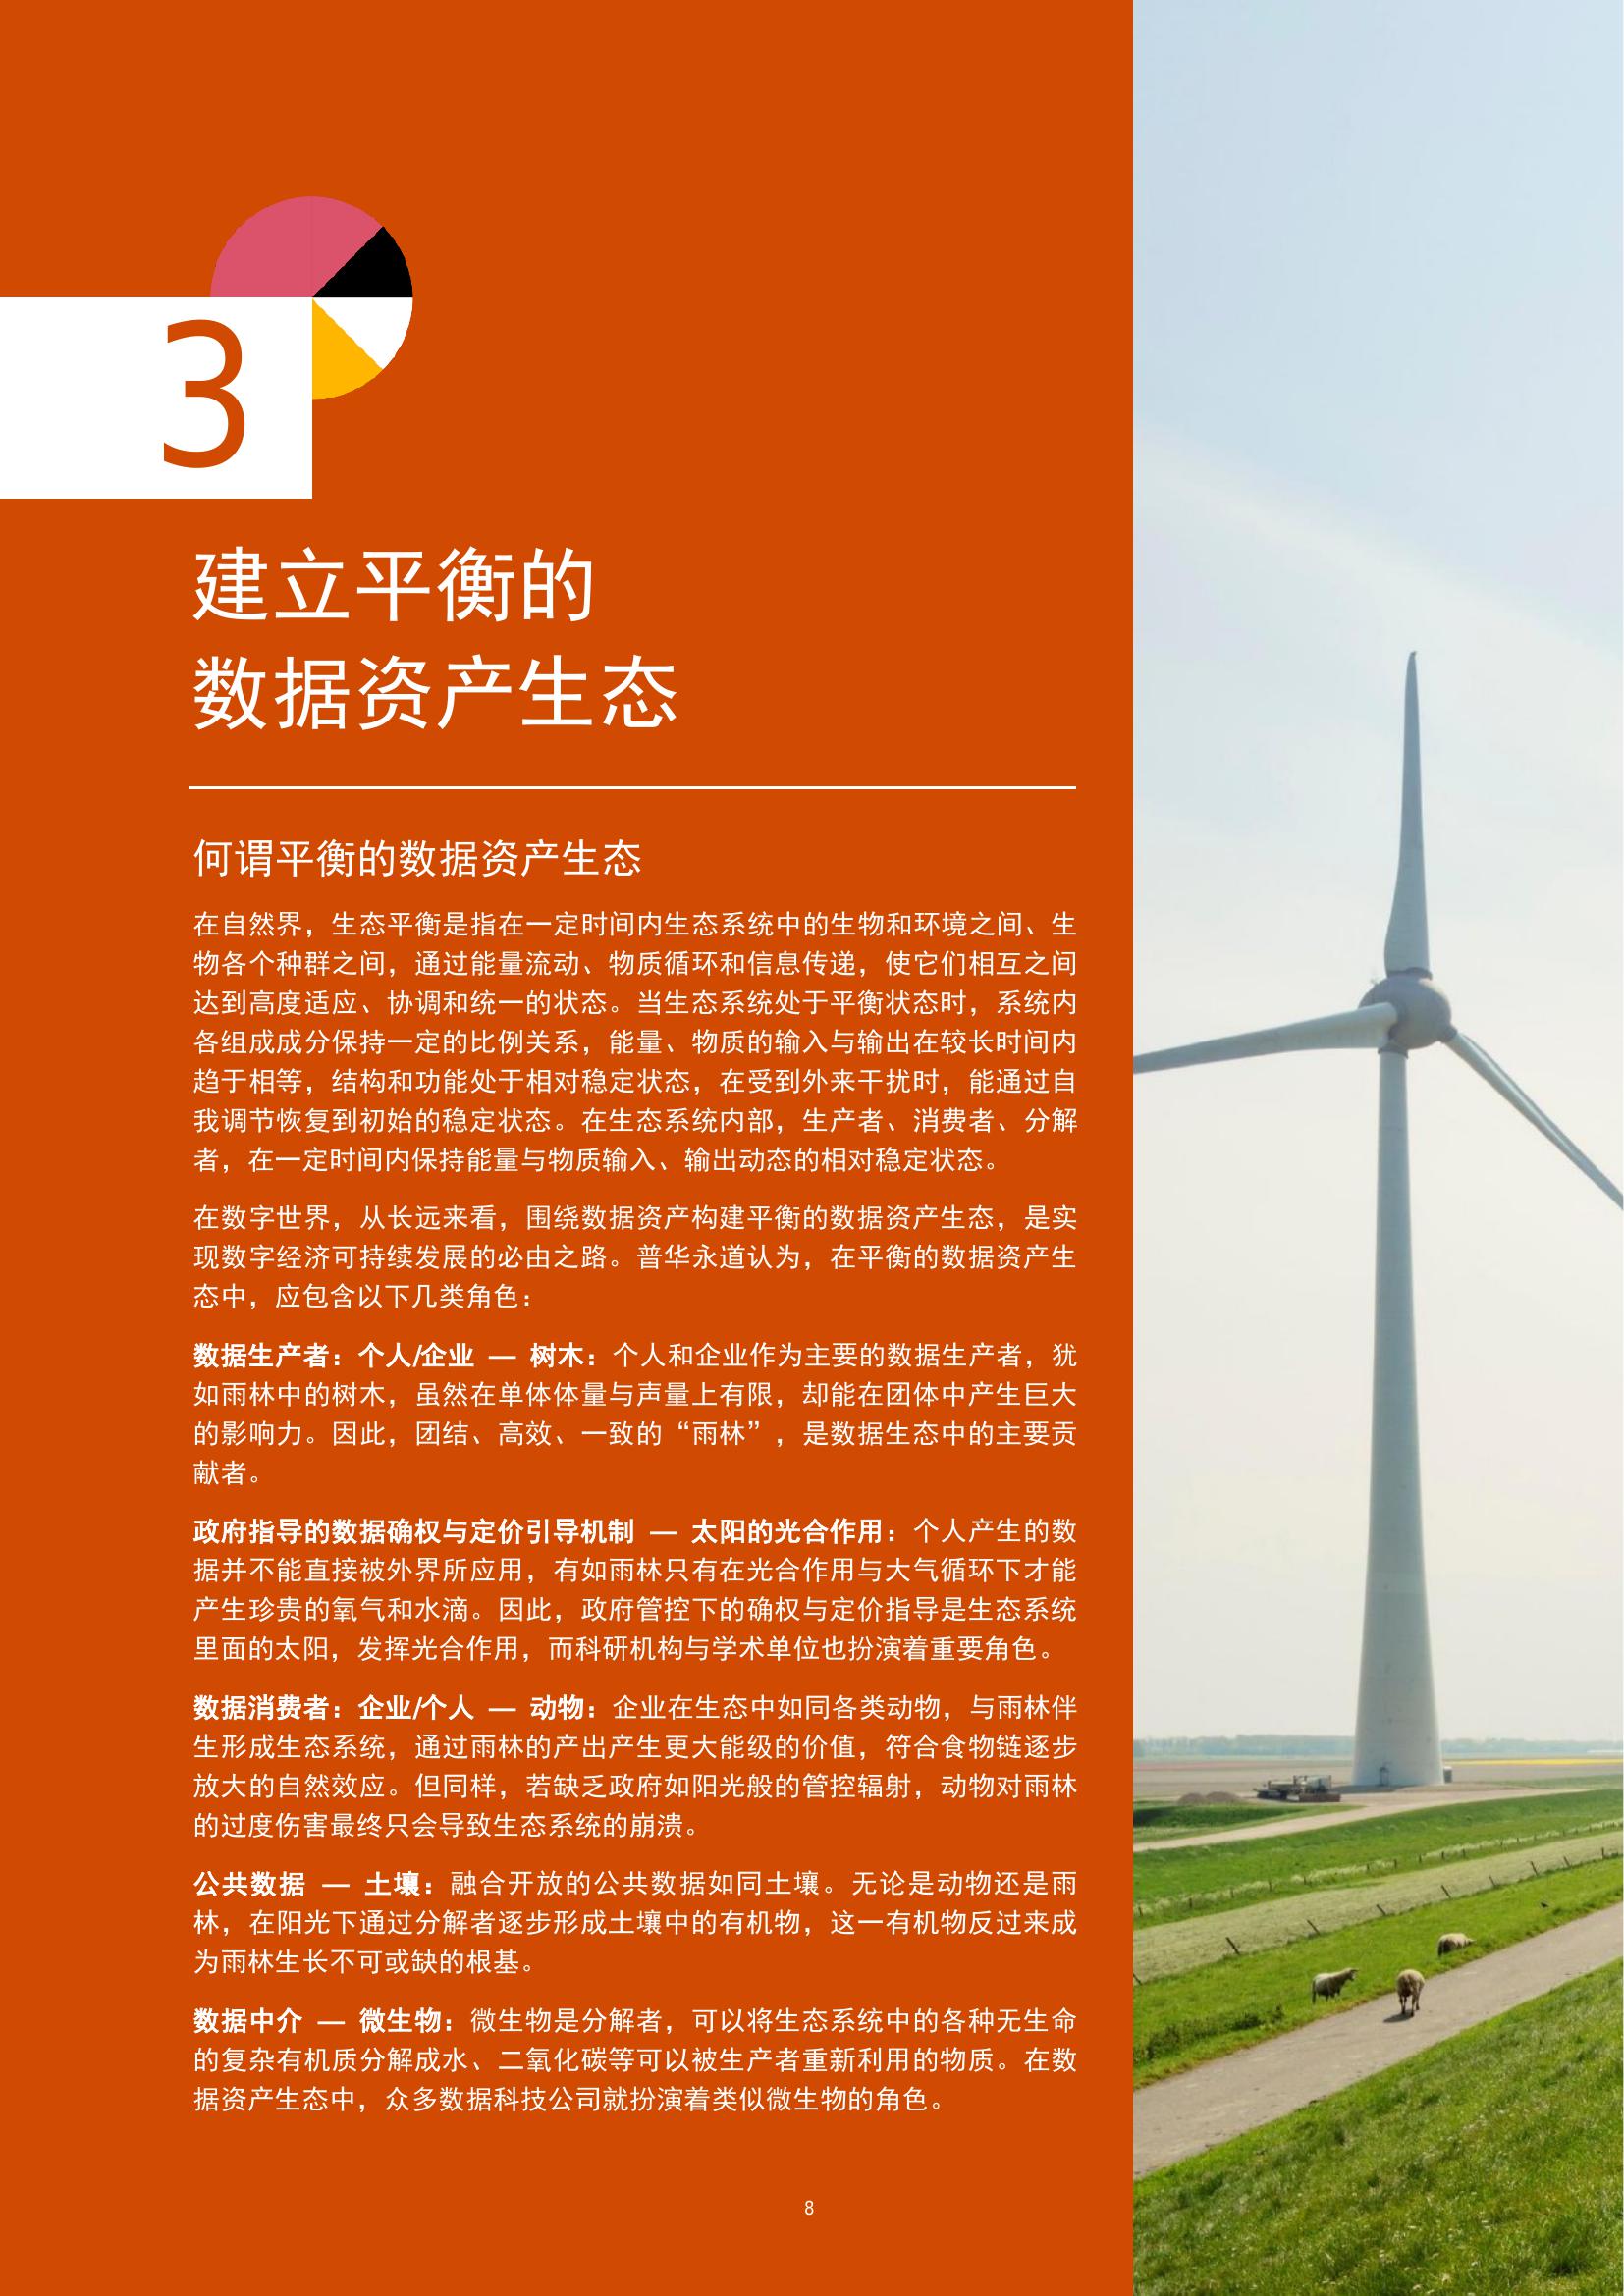 3
建立平衡的
数据资产生态
何谓平衡的数据资产生态
在自然界，生态平衡是指在一定时间内生态系统中的生物和环境之间、生
物各个种群之间，通过能量流动、物质循环和信息传递，使它们相互之间
达到高度适应、协调和统一的状态。当生态系统处于平衡状态时，系统内
各组成成分保持一定的比例关系，能量、物质的输入与输出在较长时间内
趋于相等，结构和功能处于相对稳定状态，在受到外来干扰时，能通过自
我调节恢复到初始的稳定状态。在生态系统内部，生产者、消费者、分解
者，在一定时间内保持能量与物质输入、输出动态的相对稳定状态。
在数字世界，从长远来看，围绕数据资产构建平衡的数据资产生态，是实
现数字经济可持续发展的必由之路。普华永道认为，在平衡的数据资产生
态中，应包含以下几类角色：
数据生产者：个人/企业 — 树木：个人和企业作为主要的数据生产者，犹
如雨林中的树木，虽然在单体体量与声量上有限，却能在团体中产生巨大
的影响力。因此，团结、高效、一致的“雨林”，是数据生态中的主要贡
献者。
政府指导的数据确权与定价引导机制 — 太阳的光合作用：个人产生的数
据并不能直接被外界所应用，有如雨林只有在光合作用与大气循环下才能
产生珍贵的氧气和水滴。因此，政府管控下的确权与定价指导是生态系统
里面的太阳，发挥光合作用，而科研机构与学术单位也扮演着重要角色。
数据消费者：企业/个人 — 动物：企业在生态中如同各类动物，与雨林伴
生形成生态系统，通过雨林的产出产生更大能级的价值，符合食物链逐步
放大的自然效应。但同样，若缺乏政府如阳光般的管控辐射，动物对雨林
的过度伤害最终只会导致生态系统的崩溃。
公共数据 — 土壤：融合开放的公共数据如同土壤。无论是动物还是雨
林，在阳光下通过分解者逐步形成土壤中的有机物，这一有机物反过来成
为雨林生长不可或缺的根基。
数据中介 — 微生物：微生物是分解者，可以将生态系统中的各种无生命
的复杂有机质分解成水、二氧化碳等可以被生产者重新利用的物质。在数
据资产生态中，众多数据科技公司就扮演着类似微生物的角色。
8